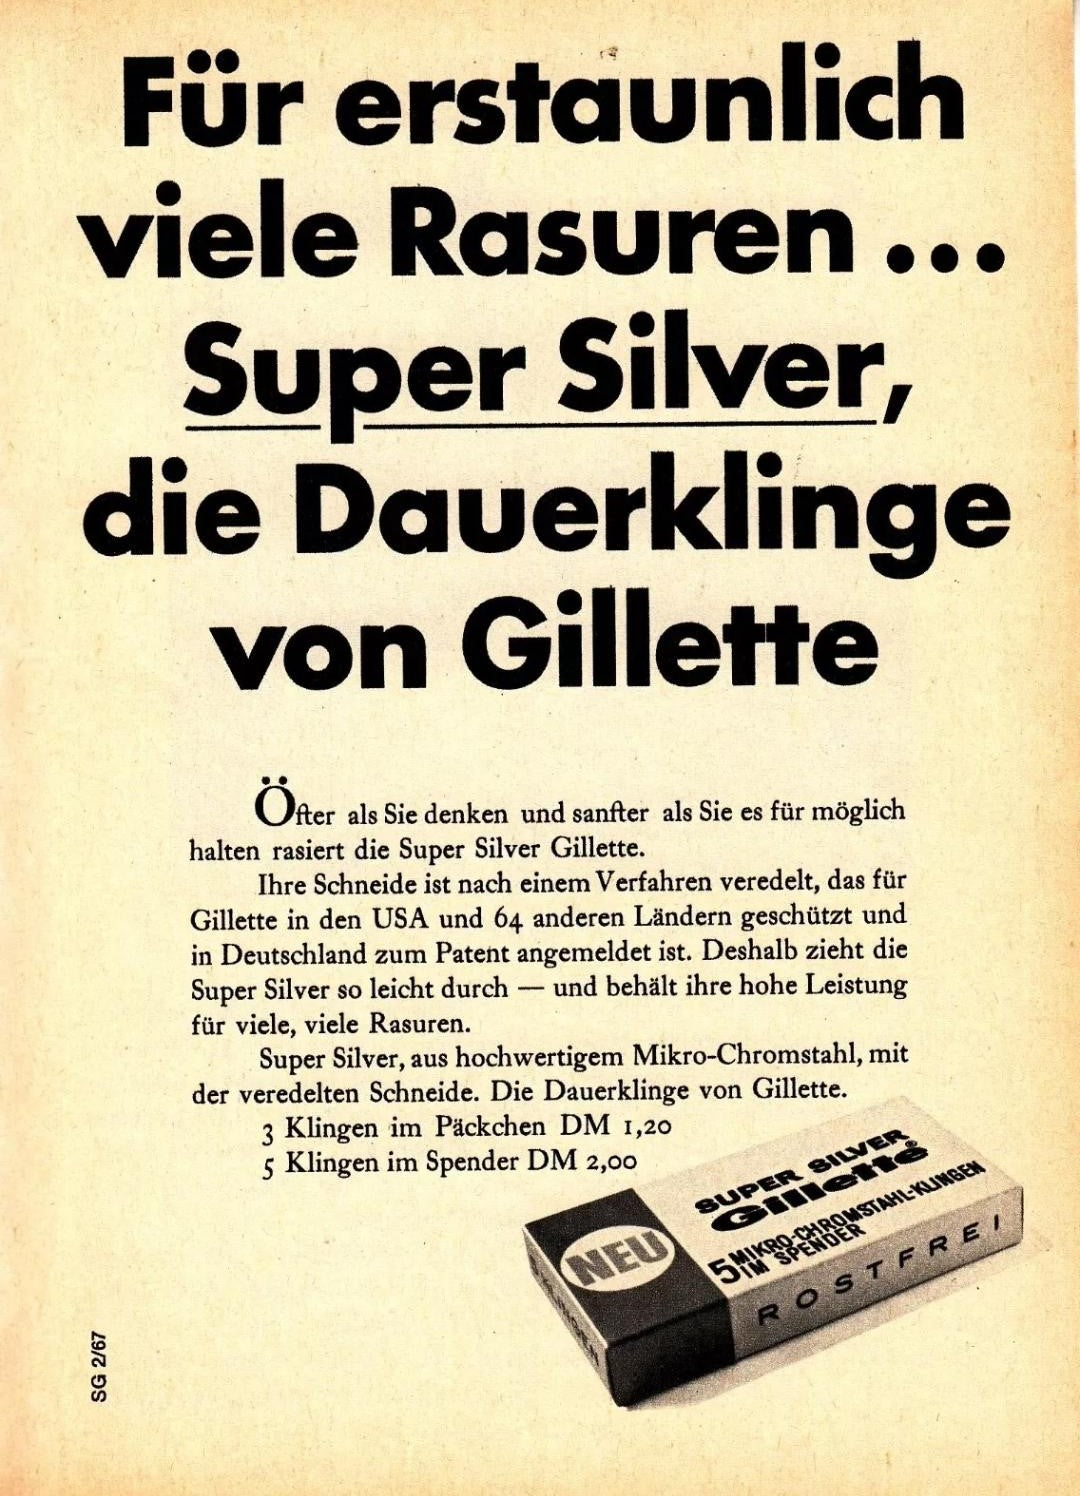 Für erstaunlich
viele Rasuren ...
Super Silver,
die Dauerklinge
von Gillette
Öfter als Sie denken und sanfter als Sie es für möglich
halten rasiert die Super Silver Gillette.
Ihre Schneide ist nach einem Verfahren veredelt, das für
Gillette in den USA und 64 anderen Ländern geschützt und
in Deutschland zum Patent angemeldet ist. Deshalb zieht die
Super Silver so leicht durch — und behält ihre hohe Leistung
für viele, viele Rasuren.
Super Silver, aus hochwertigem Mikro-Chromstahl, mit
der veredelten Schneide. Die Dauerklinge von Gillette.
3 Klingen im Päckchen DM 1,20
5 Klingen im Spender DM 2,00
SUPER SILVER
Gillette®
5 MIKRO-CHROMSTAHL-KLINGEN
IM SPENDER
NEU
ROSTFREI
5 KLINGEN
SG 2/67